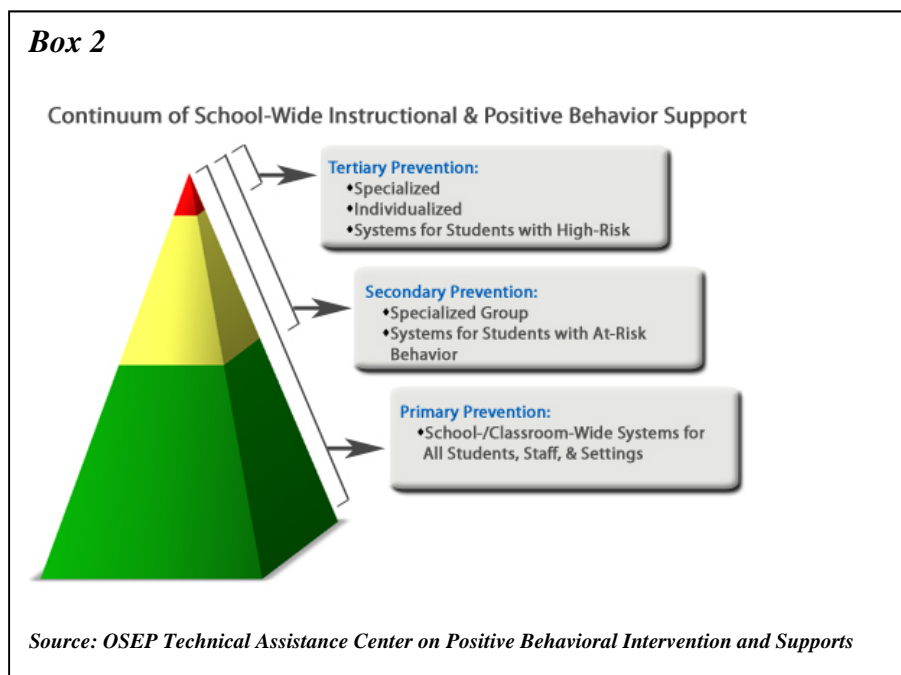 Box 2
Continuum of School-Wide Instructional & Positive Behavior Support
Tertiary Prevention:
♦Specialized
♦Individualized
♦Systems for Students with High-Risk
Secondary Prevention:
♦Specialized Group
♦Systems for Students with At-Risk
Behavior
Primary Prevention:
♦School-/Classroom-Wide Systems for
All Students, Staff, & Settings
Source: OSEP Technical Assistance Center on Positive Behavioral Intervention and Supports